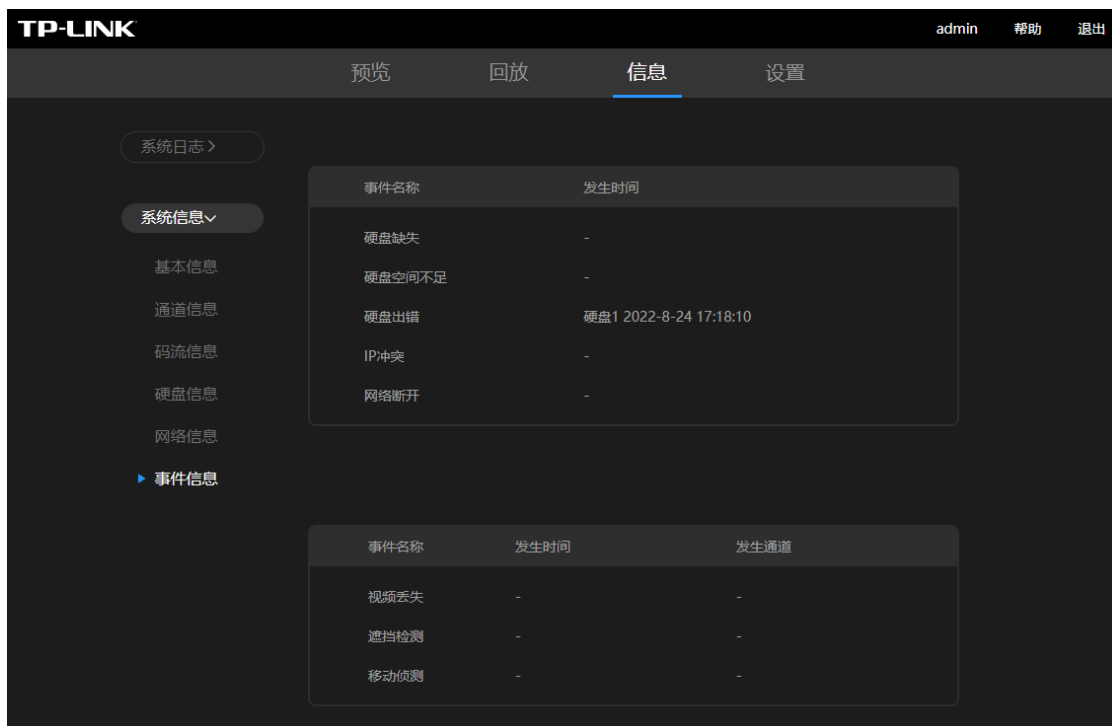 TP-LINK admin 帮助 退出
预览 回放 信息 设置
系统日志
系统信息
基本信息
通道信息
码流信息
硬盘信息
网络信息
事件信息
事件名称 发生时间
硬盘缺失 -
硬盘空间不足 -
硬盘出错 硬盘1 2022-8-24 17:18:10
IP冲突 -
网络断开 -
事件名称 发生时间 发生通道
视频丢失 - -
遮挡检测 - -
移动侦测 - -